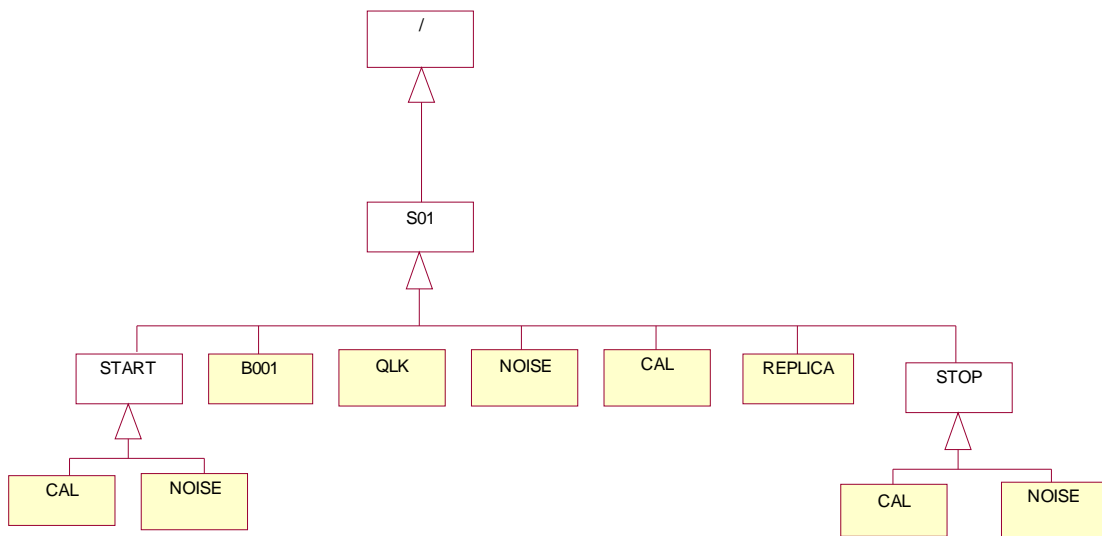 /
S01
START
B001
QLK
NOISE
CAL
REPLICA
STOP
CAL
NOISE
CAL
NOISE